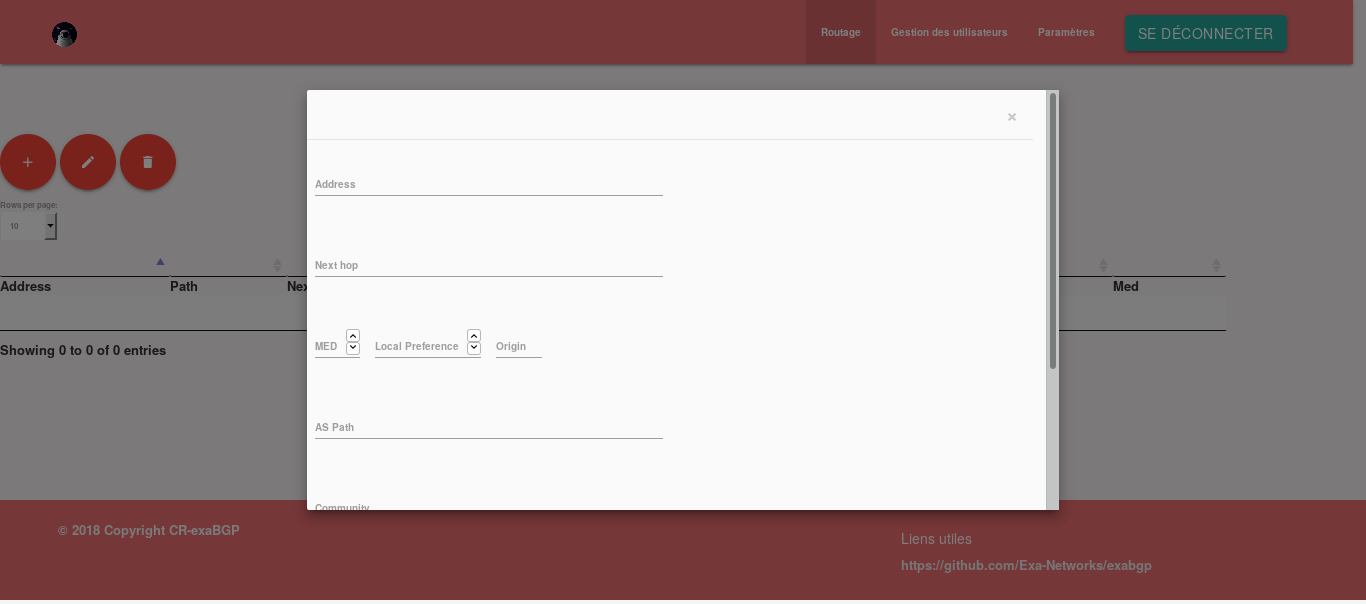 Routage Gestion des utilisateurs Paramètres SE DÉCONNECTER
×
Address
Next hop
MED Local Preference Origin
AS Path
Community
Rows per page:
10
Address Path Nex Med
Showing 0 to 0 of 0 entries
© 2018 Copyright CR-exaBGP
Liens utiles
https://github.com/Exa-Networks/exabgp